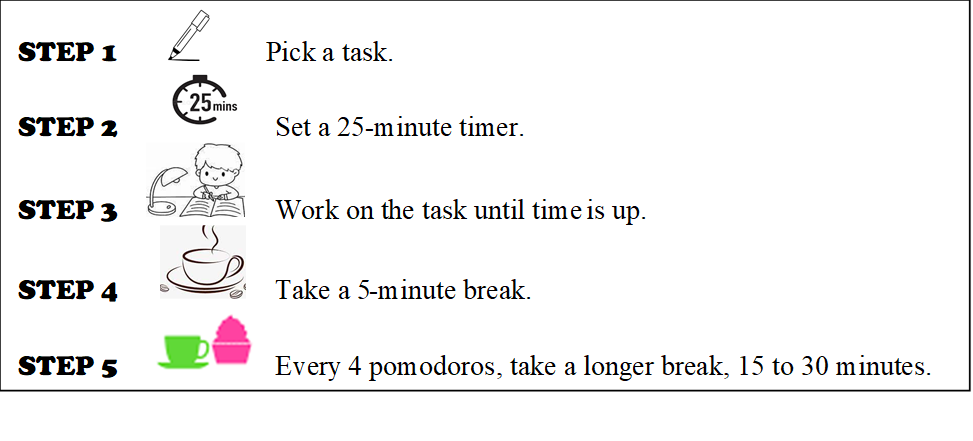 STEP 1 Pick a task.
25 mins
STEP 2 Set a 25-minute timer.
STEP 3 Work on the task until time is up.
STEP 4 Take a 5-minute break.
STEP 5 Every 4 pomodoros, take a longer break, 15 to 30 minutes.